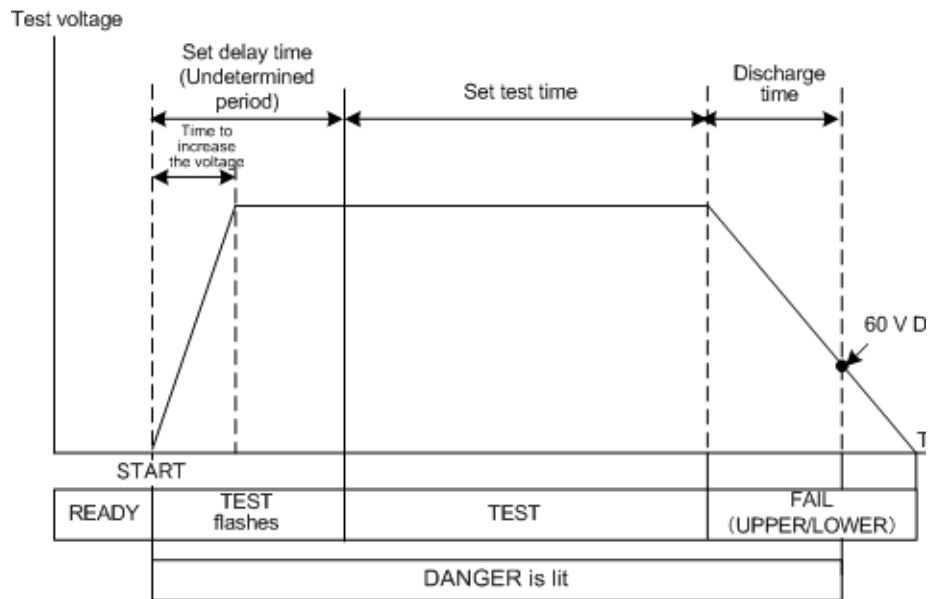 Test voltage
Set delay time
(Undetermined
period)
Set test time
Discharge
time
Time to
increase
the voltage
60 V D
T
START
READY
TEST
flashes
TEST
FAIL
(UPPER/LOWER)
DANGER is lit